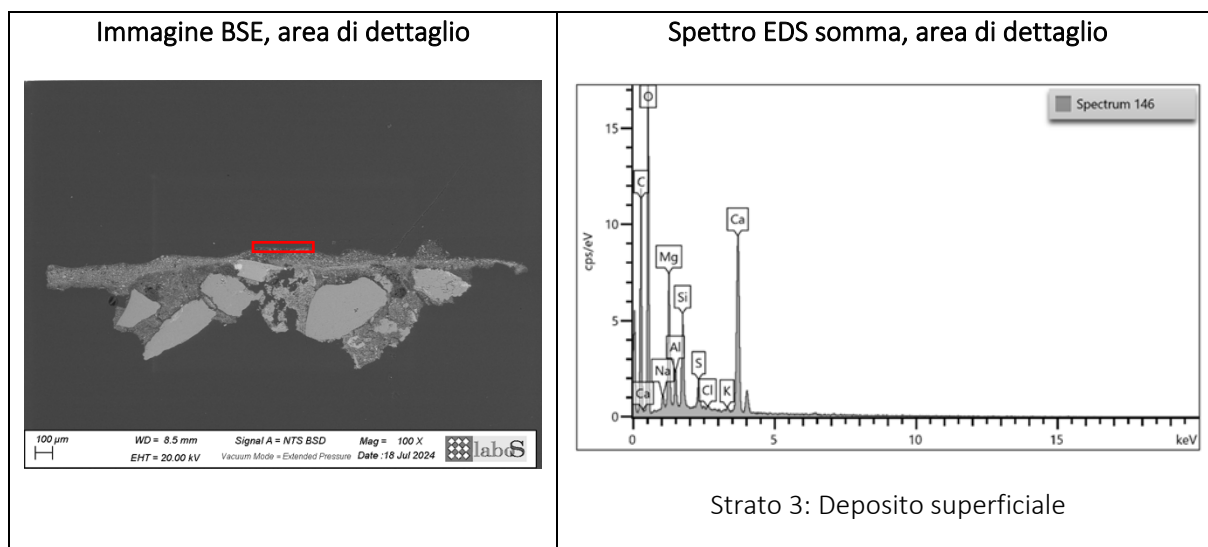 Immagine BSE, area di dettaglio
Spettro EDS somma, area di dettaglio
100 µm
WD = 8.5 mm
Signal A = NTS BSD
Mag = 100 X
EHT = 20.00 kV
Vacuum Mode = Extended Pressure
Date :18 Jul 2024
laboS
Spectrum 146
cps/eV
15
10
5
0
O
C
Ca
Mg
Si
Al
Na
S
Cl
K
Ca
0
5
10
15
keV
Strato 3: Deposito superficiale